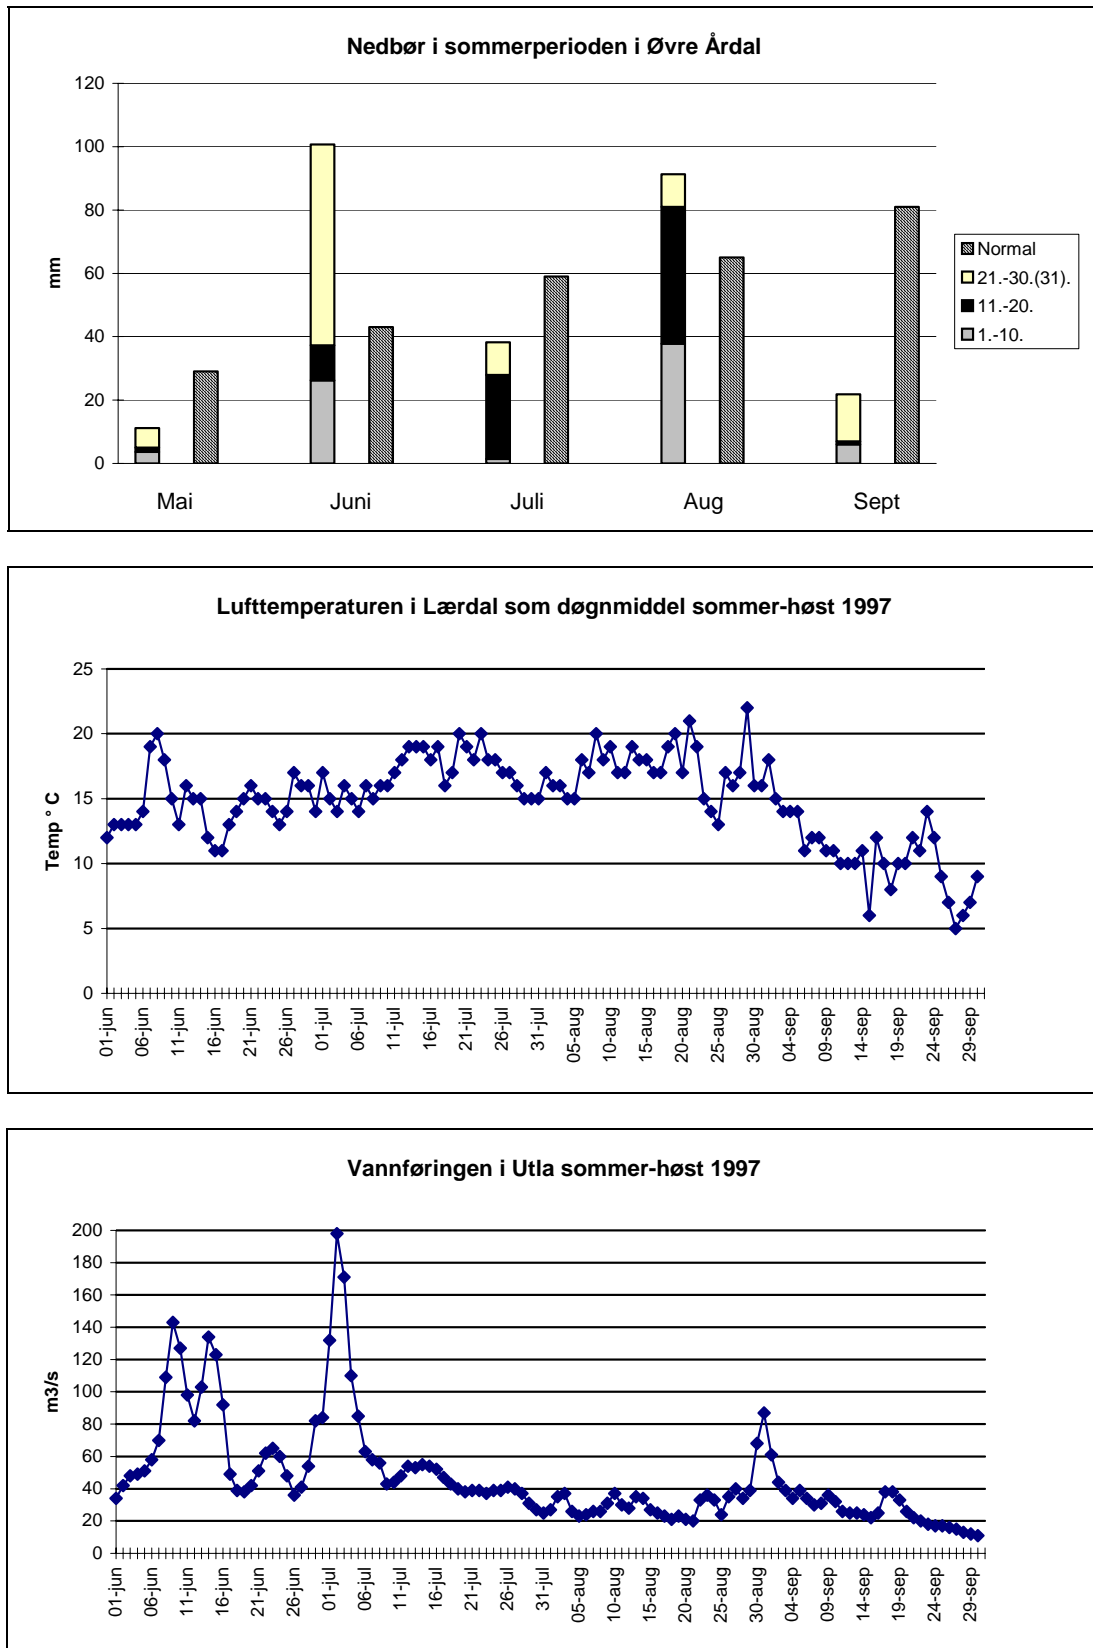 Nedbør i sommerperioden i Øvre Årdal
120
100
80
60
40
20
0
mm
Mai Juni Juli Aug Sept
Normal
21.-30.(31).
11.-20.
1.-10.
Lufttemperaturen i Lærdal som døgnmiddel sommer-høst 1997
25
20
15
10
5
0
Temp ° C
01-jun 06-jun 11-jun 16-jun 21-jun 26-jun 01-jul 06-jul 11-jul 16-jul 21-jul 26-jul 31-jul 05-aug 10-aug 15-aug 20-aug 25-aug 30-aug 04-sep 09-sep 14-sep 19-sep 24-sep 29-sep
Vannføringen i Utla sommer-høst 1997
200
180
160
140
120
100
80
60
40
20
0
m3/s
01-jun 06-jun 11-jun 16-jun 21-jun 26-jun 01-jul 06-jul 11-jul 16-jul 21-jul 26-jul 31-jul 05-aug 10-aug 15-aug 20-aug 25-aug 30-aug 04-sep 09-sep 14-sep 19-sep 24-sep 29-sep